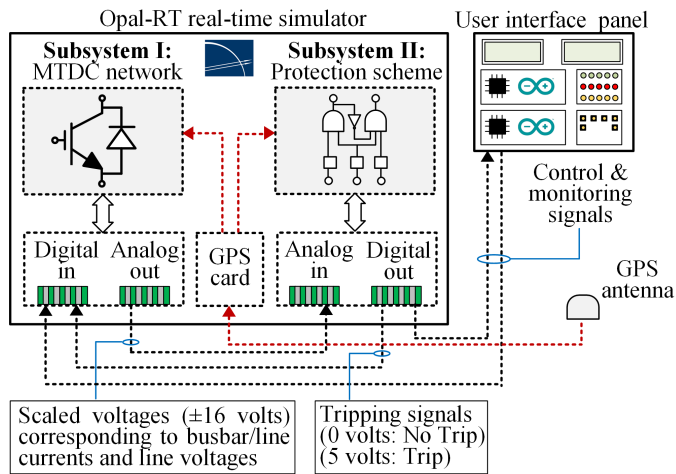 Opal-RT real-time simulator
User interface panel
Subsystem I:
MTDC network
Subsystem II:
Protection scheme
Digital
in
Analog
out
GPS
card
Analog
in
Digital
out
Control &
monitoring
signals
GPS
antenna
Scaled voltages (±16 volts)
corresponding to busbar/line
currents and line voltages
Tripping signals
(0 volts: No Trip)
(5 volts: Trip)